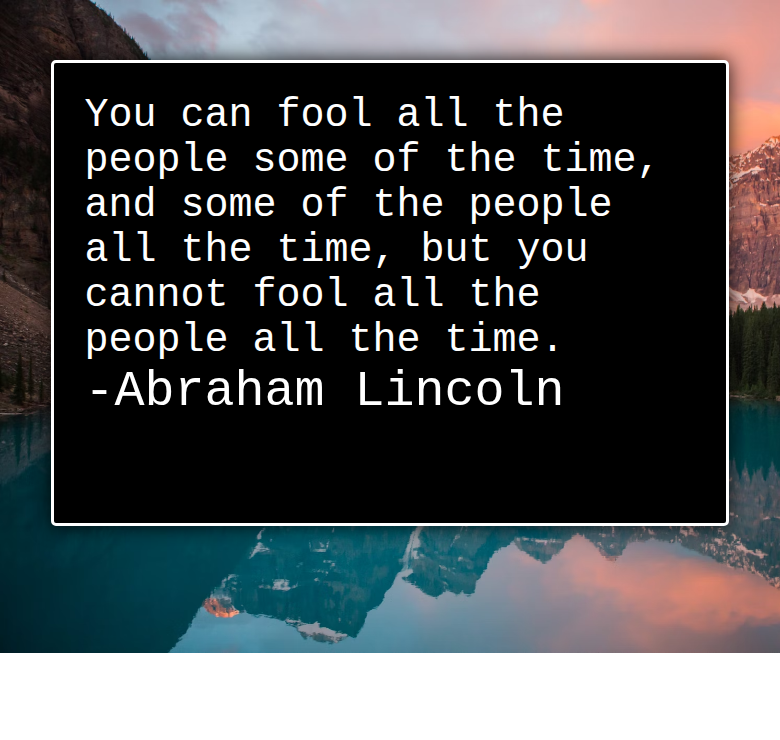 You can fool all the
people some of the time,
and some of the people
all the time, but you
cannot fool all the
people all the time.
-Abraham Lincoln